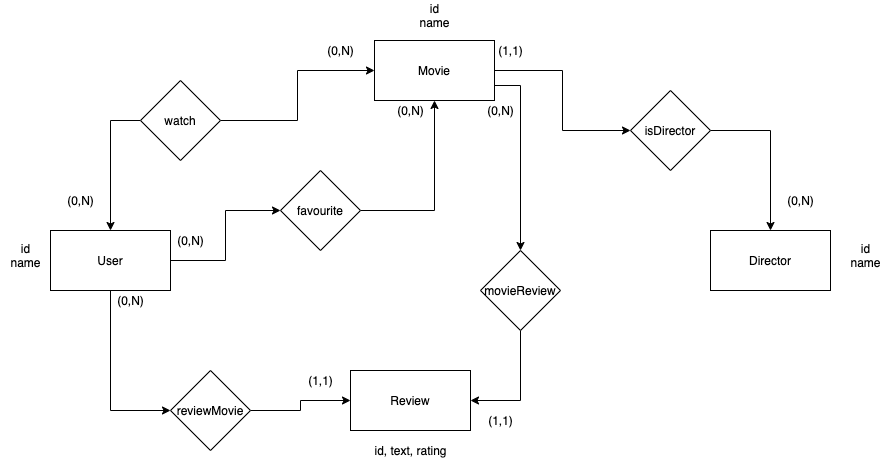 id
name
(0,N)
Movie
(1,1)
(0,N)
(0,N)
watch
isDirector
(0,N)
favourite
(0,N)
(0,N)
id
name
User
Director
id
name
(0,N)
movieReview
(1,1)
reviewMovie
Review
(1,1)
id, text, rating